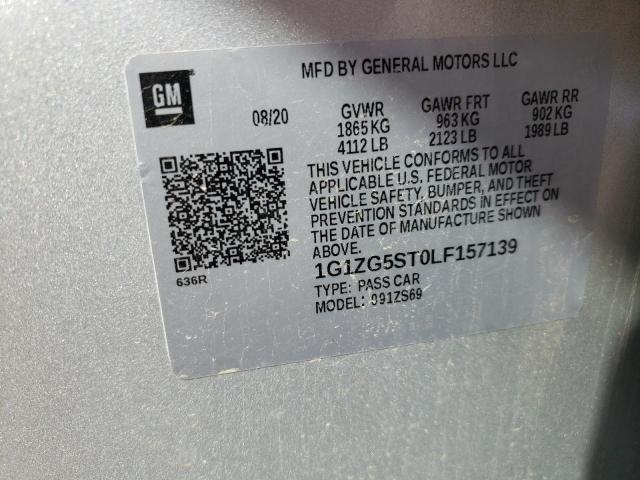 MFD BY GENERAL MOTORS LLC
GM
08/20
GVWR GAWR FRT GAWR RR
1865 KG 963 KG 902 KG
4112 LB 2123 LB 1989 LB
THIS VEHICLE CONFORMS TO ALL
APPLICABLE U.S. FEDERAL MOTOR
VEHICLE SAFETY, BUMPER, AND THEFT
PREVENTION STANDARDS IN EFFECT ON
THE DATE OF MANUFACTURE SHOWN
ABOVE.
1G1ZG5ST0LF157139
TYPE: PASS CAR
MODEL: 091ZS69
636R